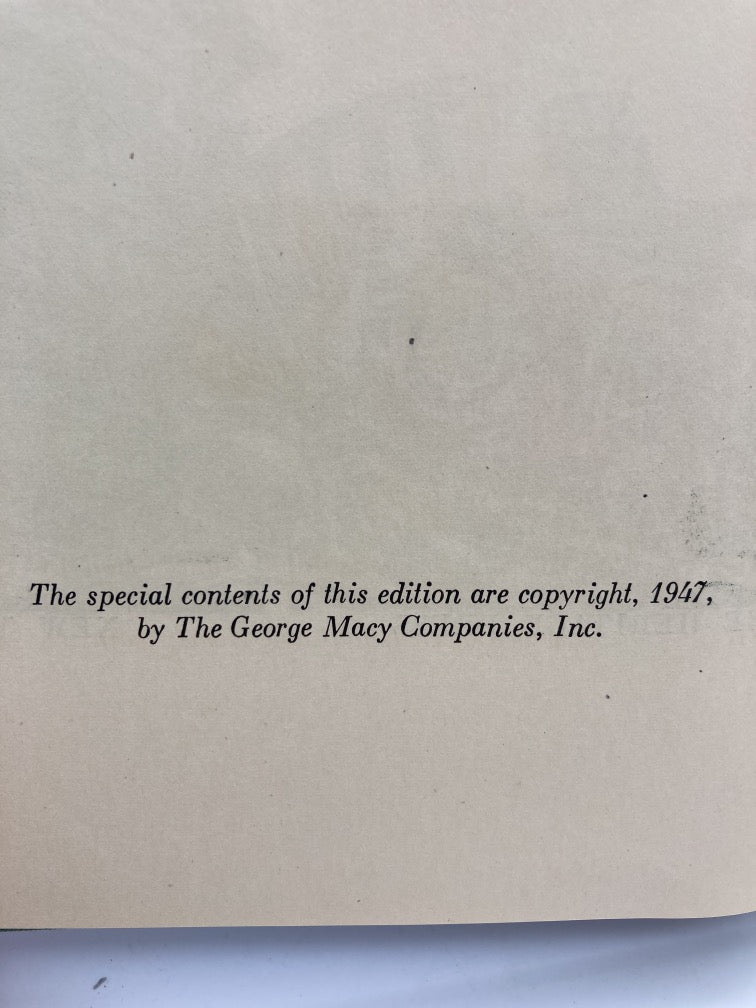 The special contents of this edition are copyright, 1947,
by The George Macy Companies, Inc.